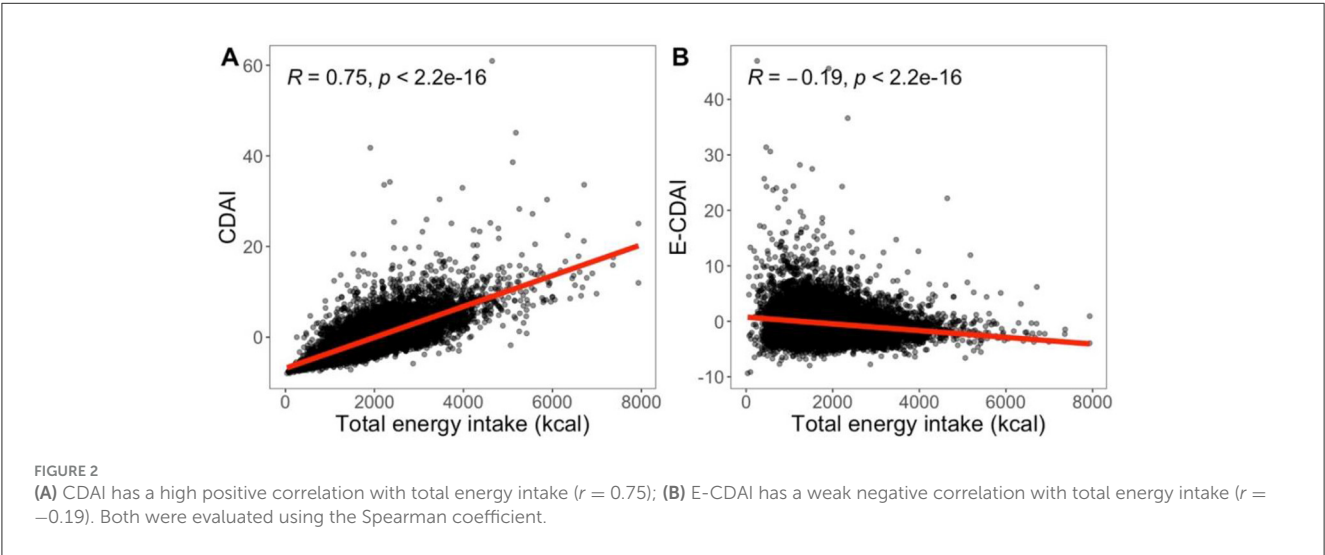 A
R = 0.75, p < 2.2e-16
60
40
20
0
CDAI
0 2000 4000 6000 8000
Total energy intake (kcal)
B
R = −0.19, p < 2.2e-16
40
30
20
10
0
-10
E-CDAI
0 2000 4000 6000 8000
Total energy intake (kcal)
FIGURE 2
(A) CDAI has a high positive correlation with total energy intake (r = 0.75); (B) E-CDAI has a weak negative correlation with total energy intake (r =
−0.19). Both were evaluated using the Spearman coefficient.